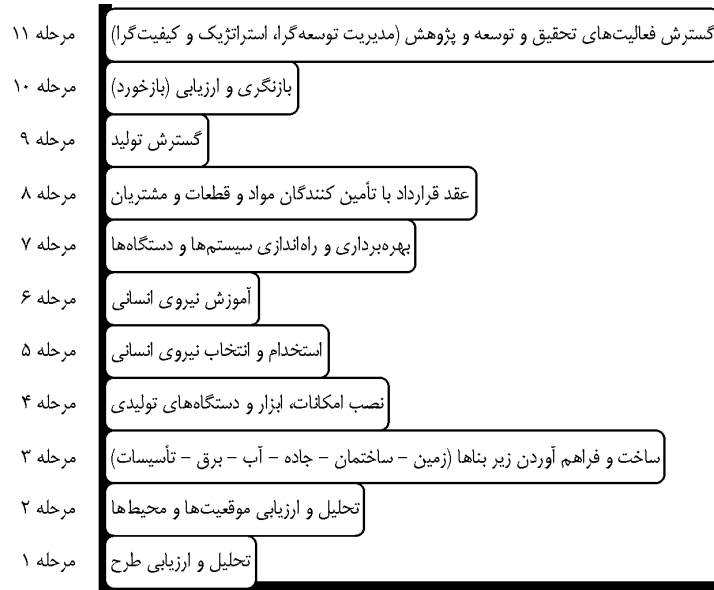 مرحله ۱۱ گسترش فعالیت‌های تحقیق و توسعه و پژوهش (مدیریت توسعه‌گرا، استراتژیک و کیفیت‌گرا)
مرحله ۱۰ بازنگری و ارزیابی (بازخورد)
مرحله ۹ گسترش تولید
مرحله ۸ عقد قرارداد با تأمین کنندگان مواد و قطعات و مشتریان
مرحله ۷ بهره‌برداری و راه‌اندازی سیستم‌ها و دستگاه‌ها
مرحله ۶ آموزش نیروی انسانی
مرحله ۵ استخدام و انتخاب نیروی انسانی
مرحله ۴ نصب امکانات، ابزار و دستگاه‌های تولیدی
مرحله ۳ ساخت و فراهم آوردن زیر بناها (زمین – ساختمان – جاده – آب – برق – تأسیسات)
مرحله ۲ تحلیل و ارزیابی موقعیت‌ها و محیط‌ها
مرحله ۱ تحلیل و ارزیابی طرح